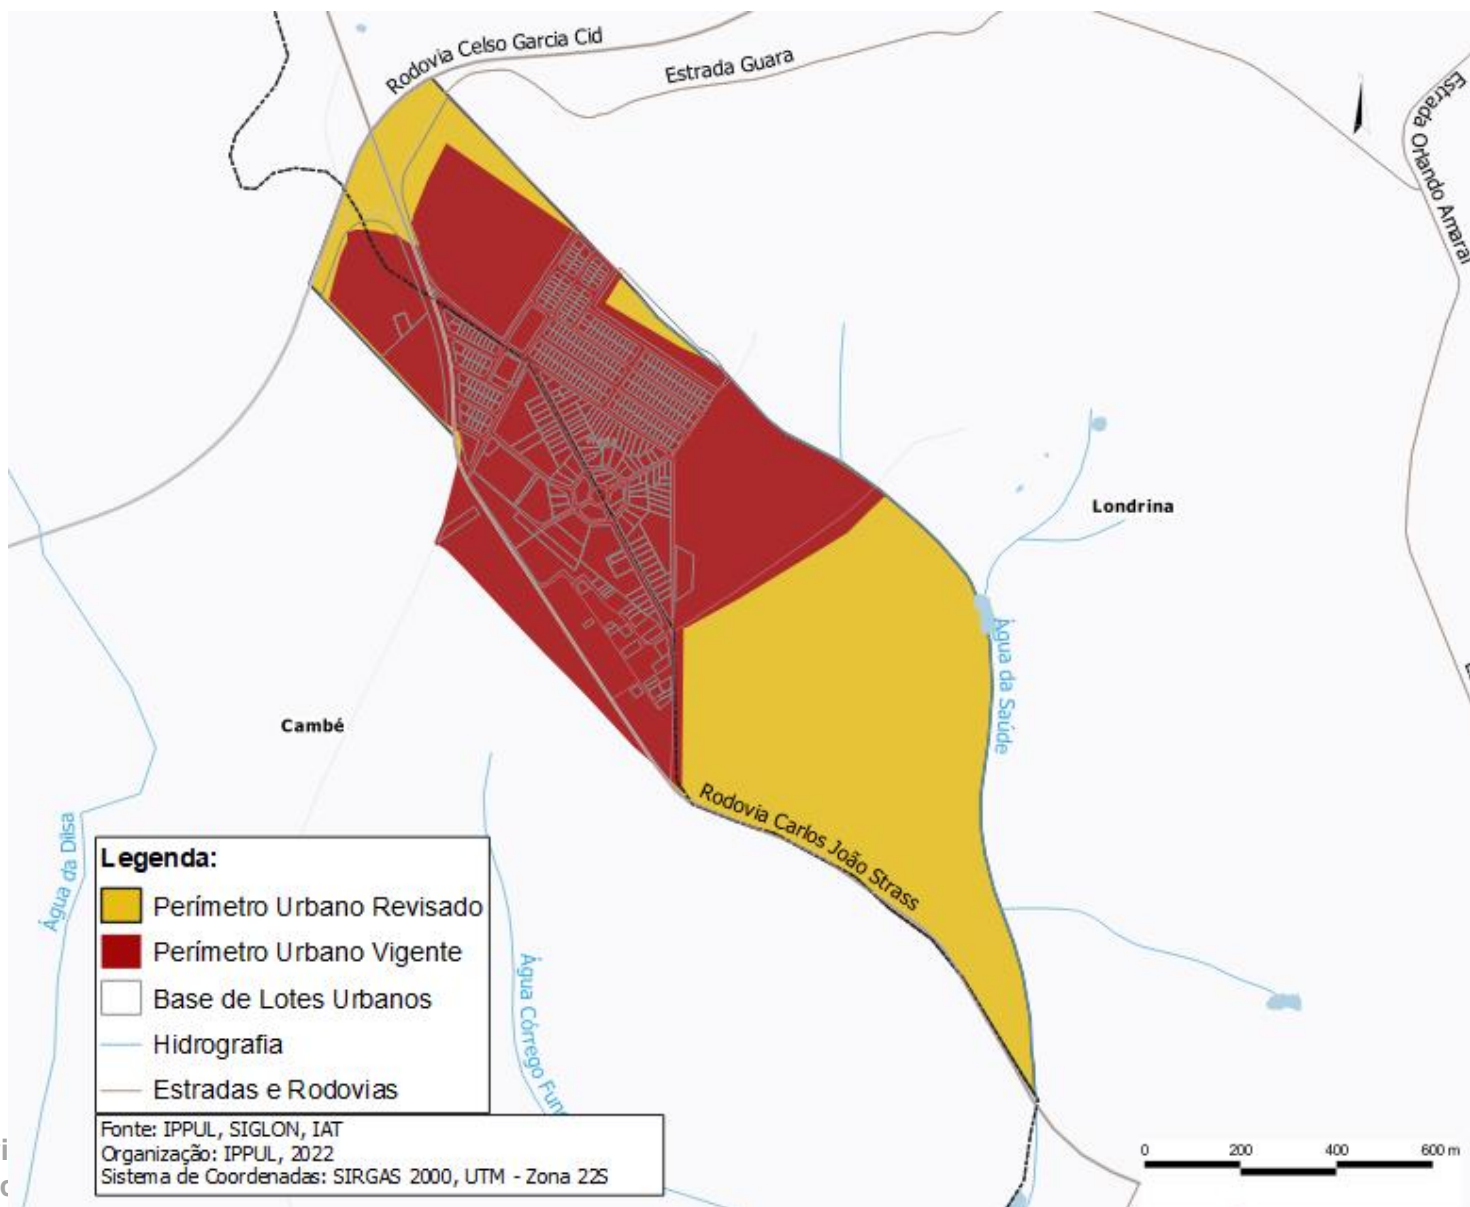 Rodovia Celso Garcia Cid
Estrada Guara
Estrada Orlando Amaral
Londrina
Água da Saúde
Cambé
Rodovia Carlos João Strass
Água da Dilsa
Água Córrego
Legenda:
Perímetro Urbano Revisado
Perímetro Urbano Vigente
Base de Lotes Urbanos
Hidrografia
Estradas e Rodovias
Fonte: IPPUL, SIGLON, IAT
Organização: IPPUL, 2022
Sistema de Coordenadas: SIRGAS 2000, UTM - Zona 22S
0 200 400 600 m